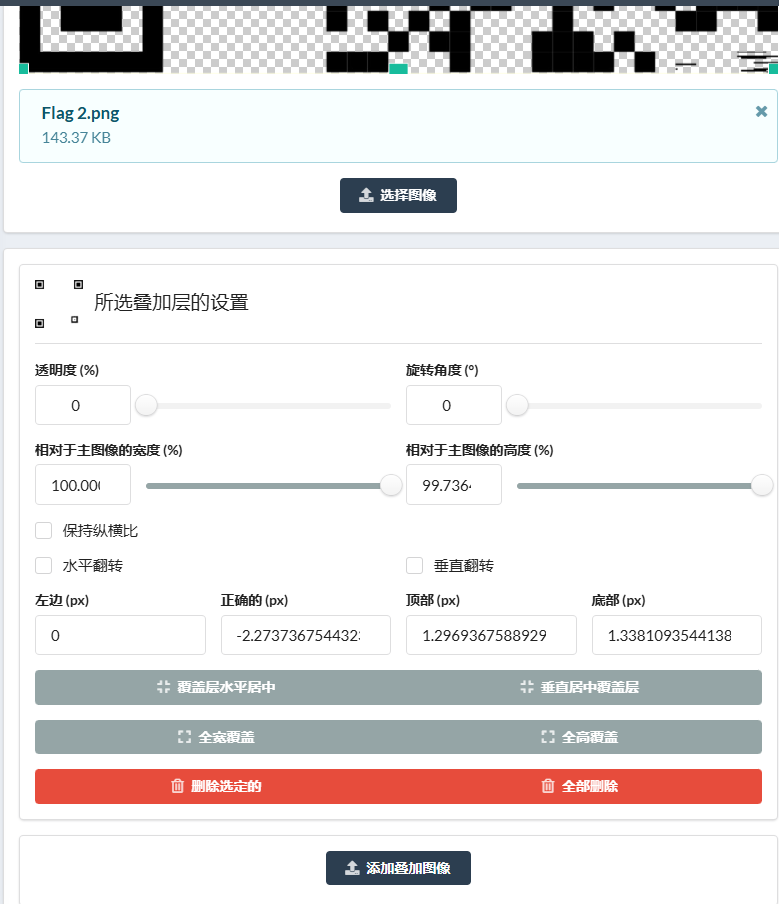 Flag 2.png
143.37 KB
选择图像
所选叠加层的设置
透明度 (%)
旋转角度 (º)
0
0
相对于主图像的宽度 (%)
相对于主图像的高度 (%)
100.00
99.7364
保持纵横比
水平翻转
垂直翻转
左边 (px)
正确的 (px)
顶部 (px)
底部 (px)
0
-2.273736754432
1.2969367588929
1.3381093544138
覆盖层水平居中
垂直居中覆盖层
全宽覆盖
全高覆盖
删除选定的
全部删除
添加叠加图像